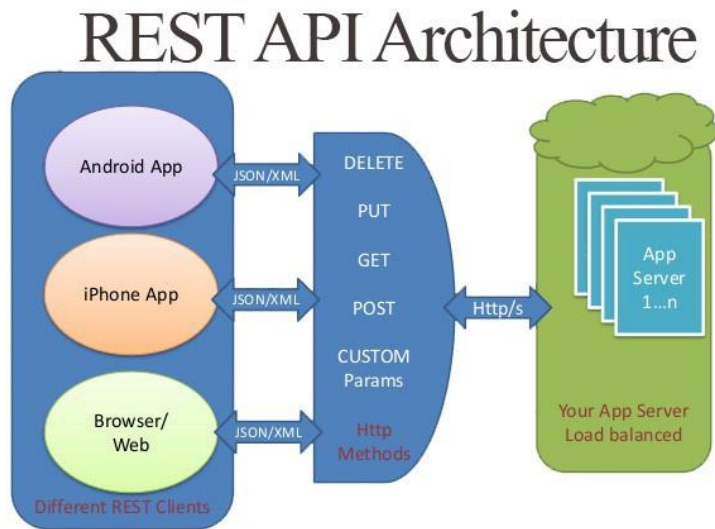 REST API Architecture
Android App
iPhone App
Browser/
Web
Different REST Clients
JSON/XML
JSON/XML
JSON/XML
DELETE
PUT
GET
POST
CUSTOM
Params
Http
Methods
Http/s
App
Server
1...n
Your App Server
Load balanced